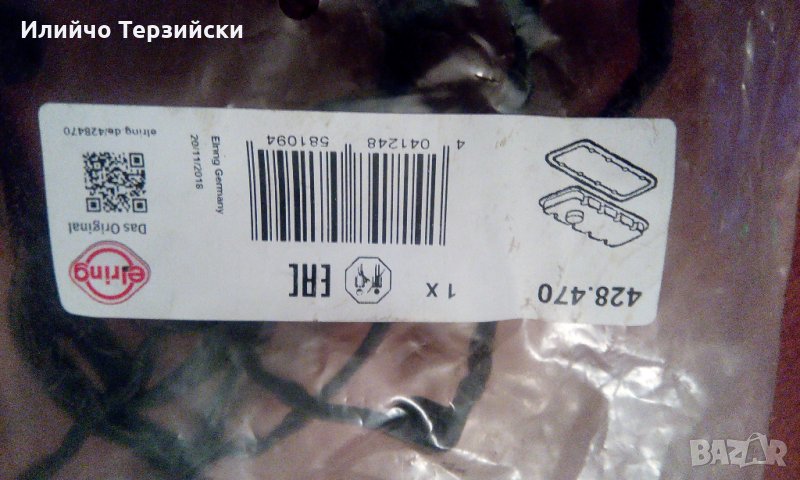 Илийчо Терзийски
428.470
1 X
EAC
4 041248 581094
Elring Germany
20/11/2018
elring
Das Original
elring.de/428470
BAZAR